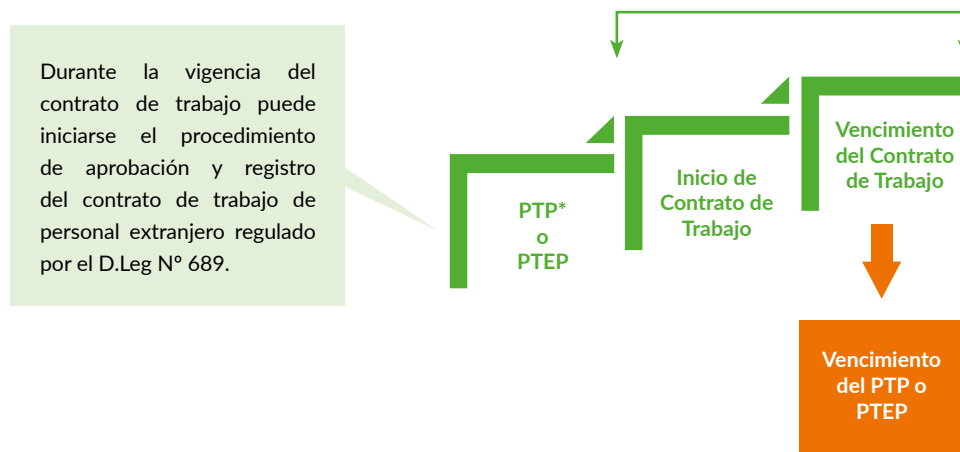 Durante la vigencia del
contrato de trabajo puede
iniciarse el procedimiento
de aprobación y registro
del contrato de trabajo de
personal extranjero regulado
por el D.Leg Nº 689.
PTP*
o
PTEP
Inicio de
Contrato de
Trabajo
Vencimiento
del Contrato
de Trabajo
Vencimiento
del PTP o
PTEP